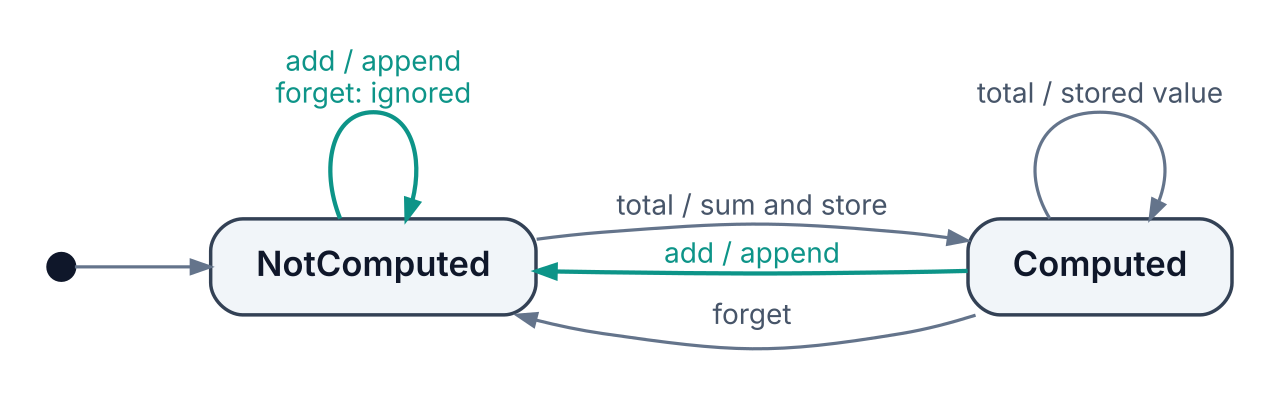 add / append
forget: ignored
total / stored value
total / sum and store
add / append
NotComputed
Computed
forget